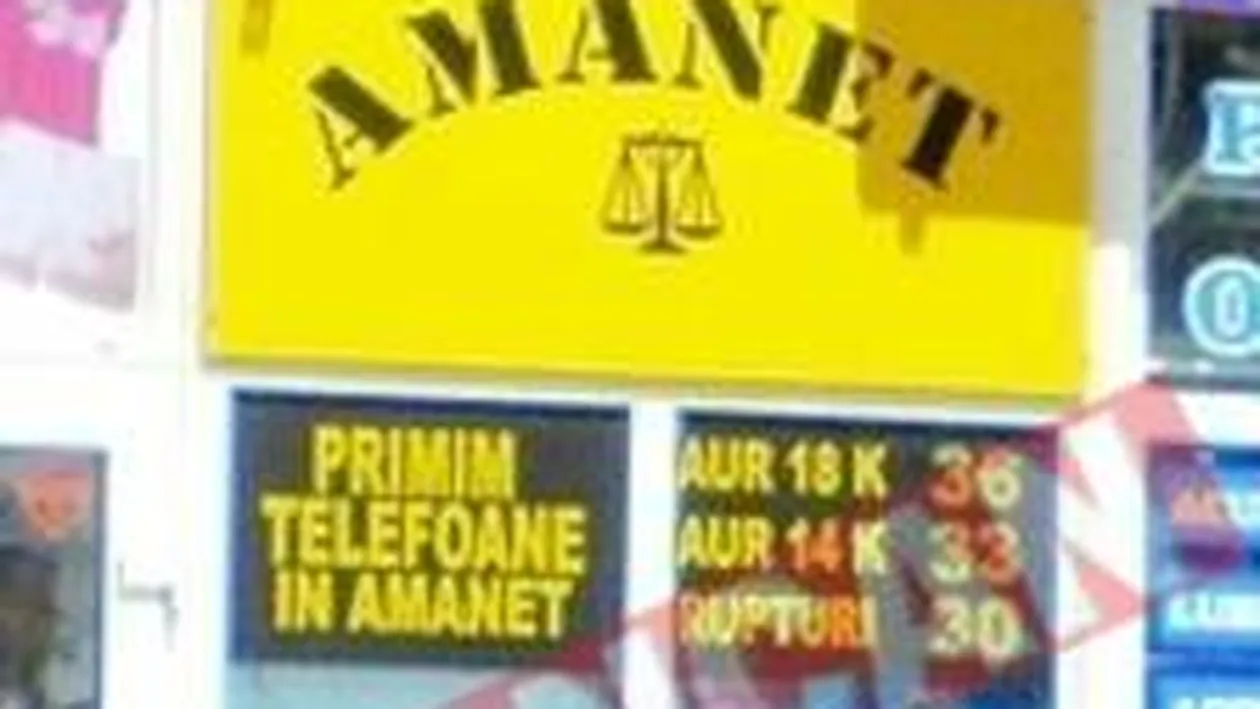 AMANET
PRIMIM
TELEFOANE
IN AMANET
AUR 18 K 36
AUR 14 K 33
RUPTURI 30